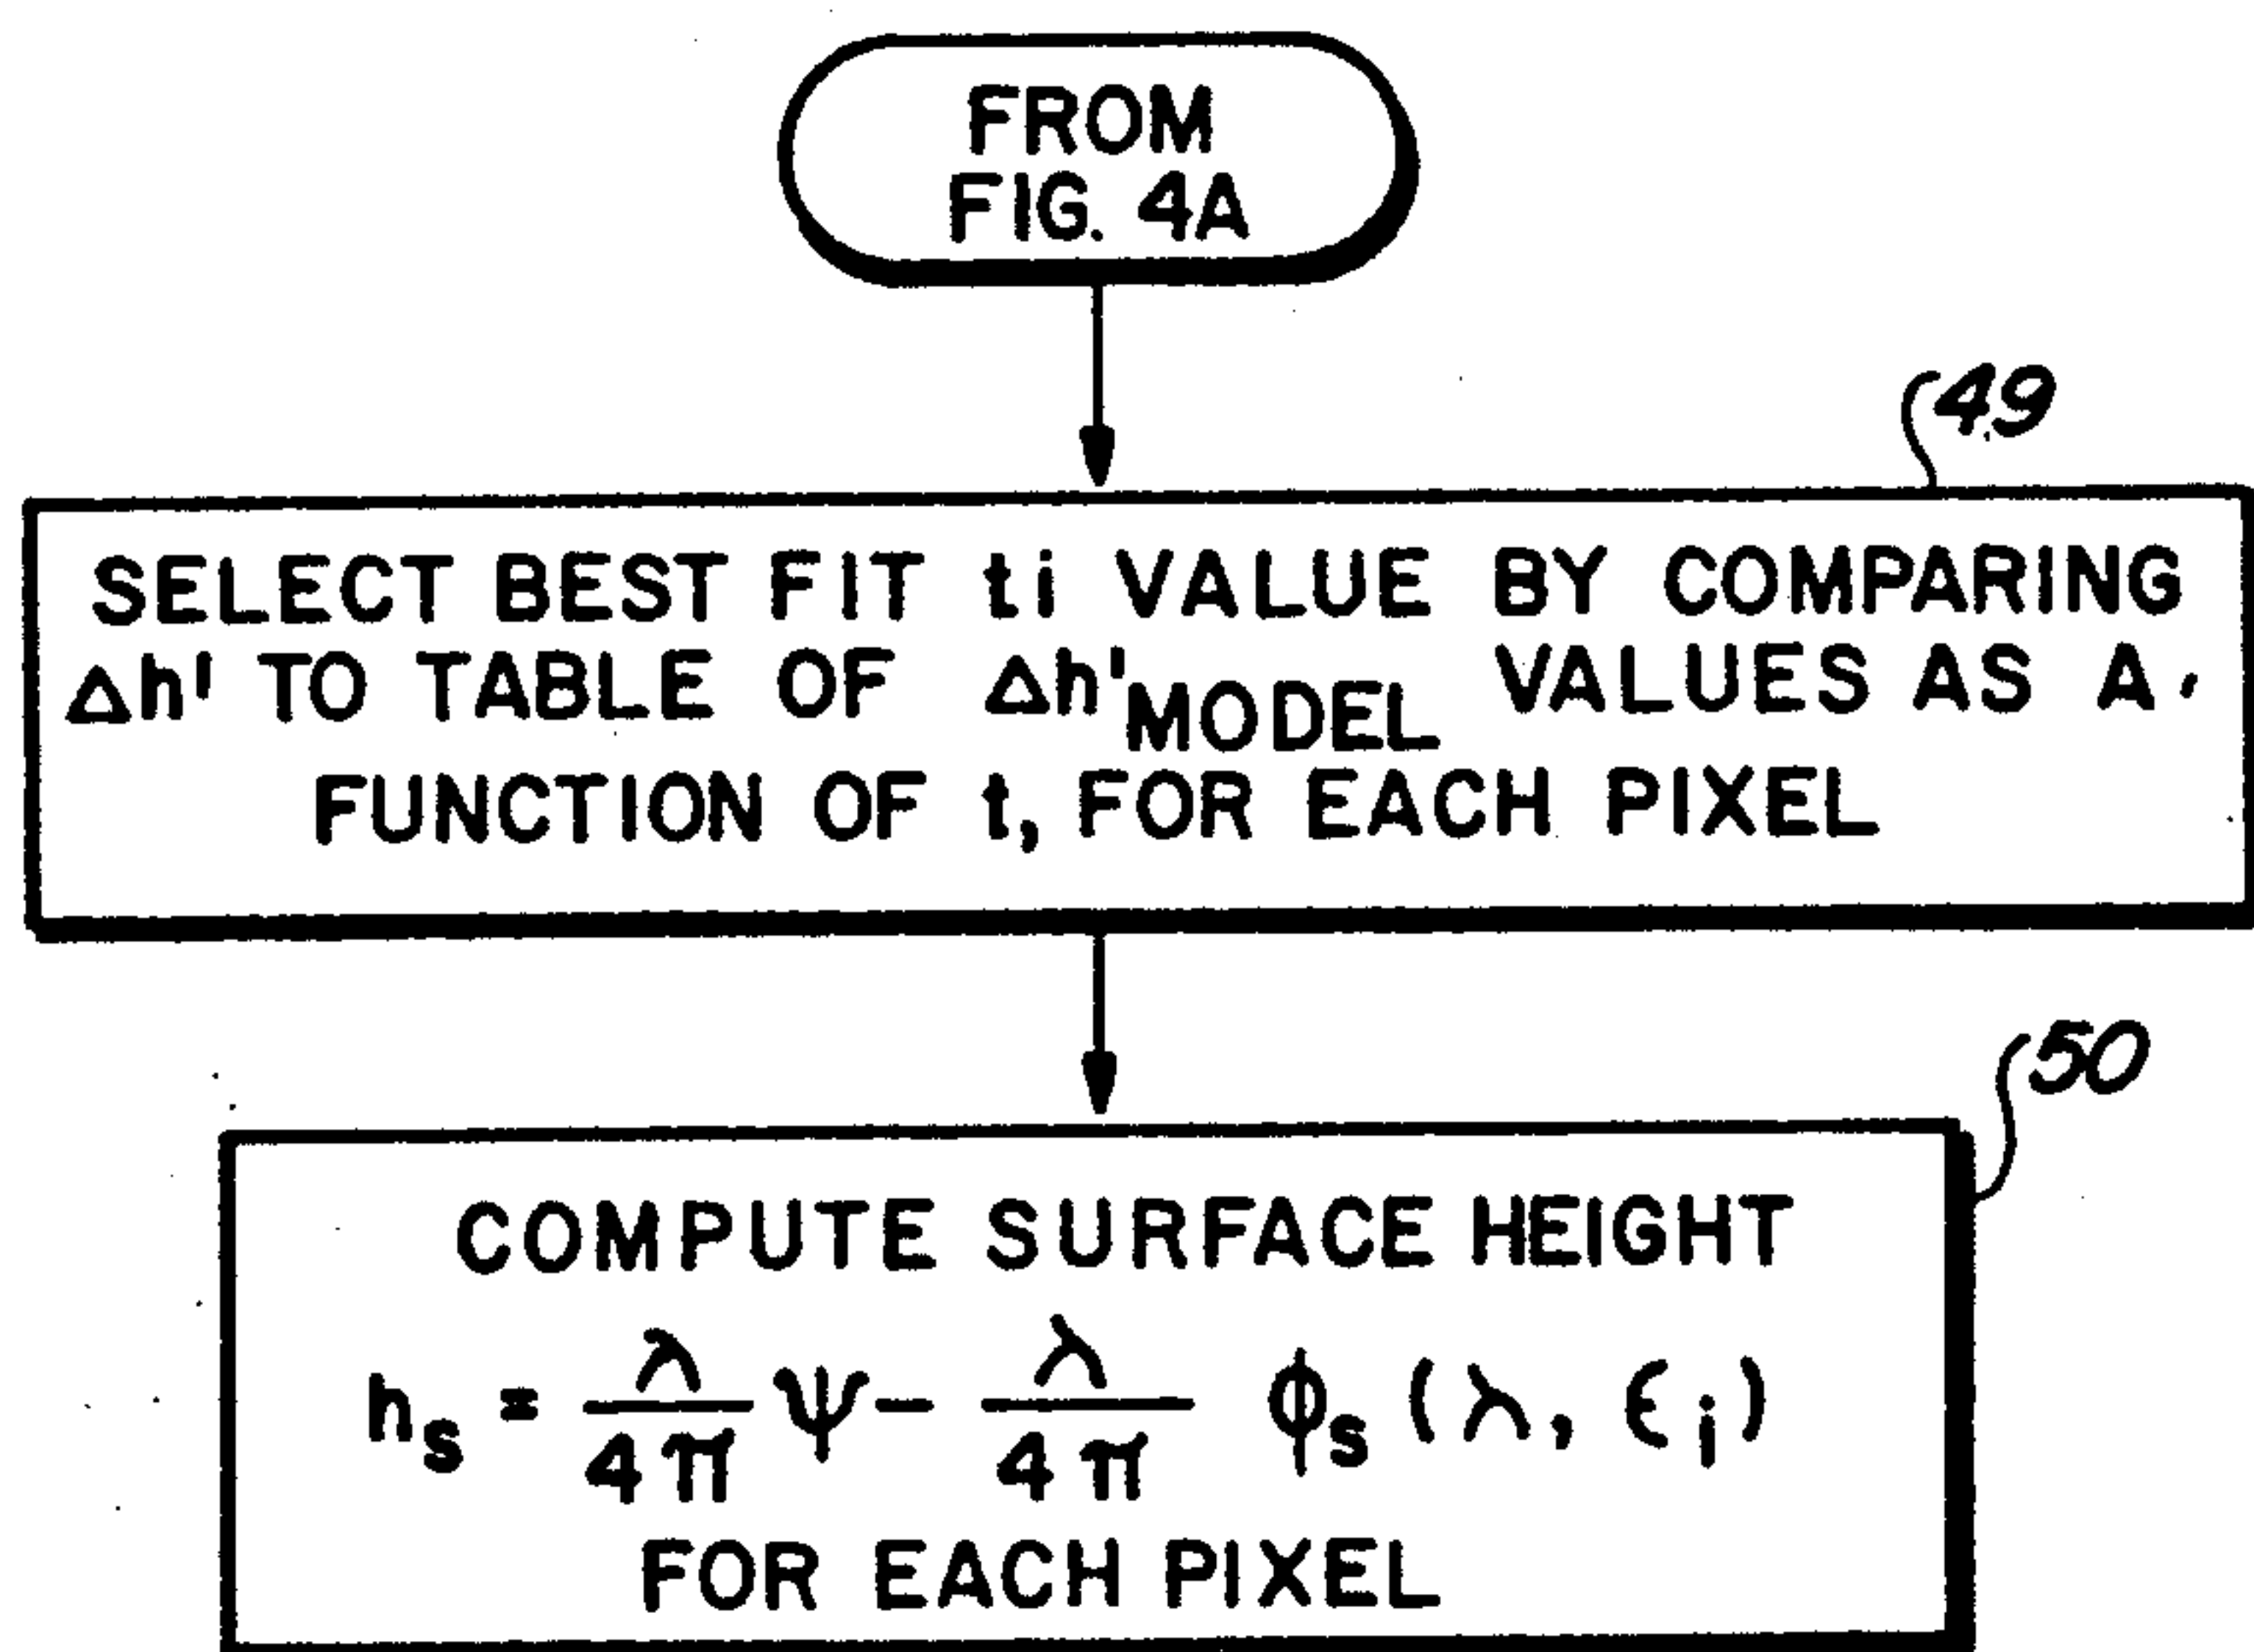 FROM
FIG. 4A
49
SELECT BEST FIT ti VALUE BY COMPARING
Δh' TO TABLE OF Δh'MODEL VALUES AS A
FUNCTION OF t, FOR EACH PIXEL
50
COMPUTE SURFACE HEIGHT
hs = λ/4π ψ − λ/4π ϕs (λ, ϵi)
FOR EACH PIXEL